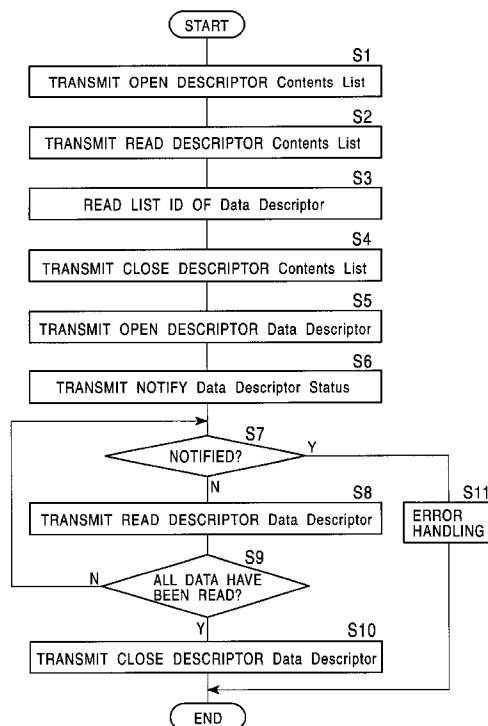 START
S1
TRANSMIT OPEN DESCRIPTOR Contents List
S2
TRANSMIT READ DESCRIPTOR Contents List
S3
READ LIST ID OF Data Descriptor
S4
TRANSMIT CLOSE DESCRIPTOR Contents List
S5
TRANSMIT OPEN DESCRIPTOR Data Descriptor
S6
TRANSMIT NOTIFY Data Descriptor Status
S7
NOTIFIED?
Y
N
S8
TRANSMIT READ DESCRIPTOR Data Descriptor
S11
ERROR
HANDLING
S9
ALL DATA HAVE
BEEN READ?
N
Y
S10
TRANSMIT CLOSE DESCRIPTOR Data Descriptor
END